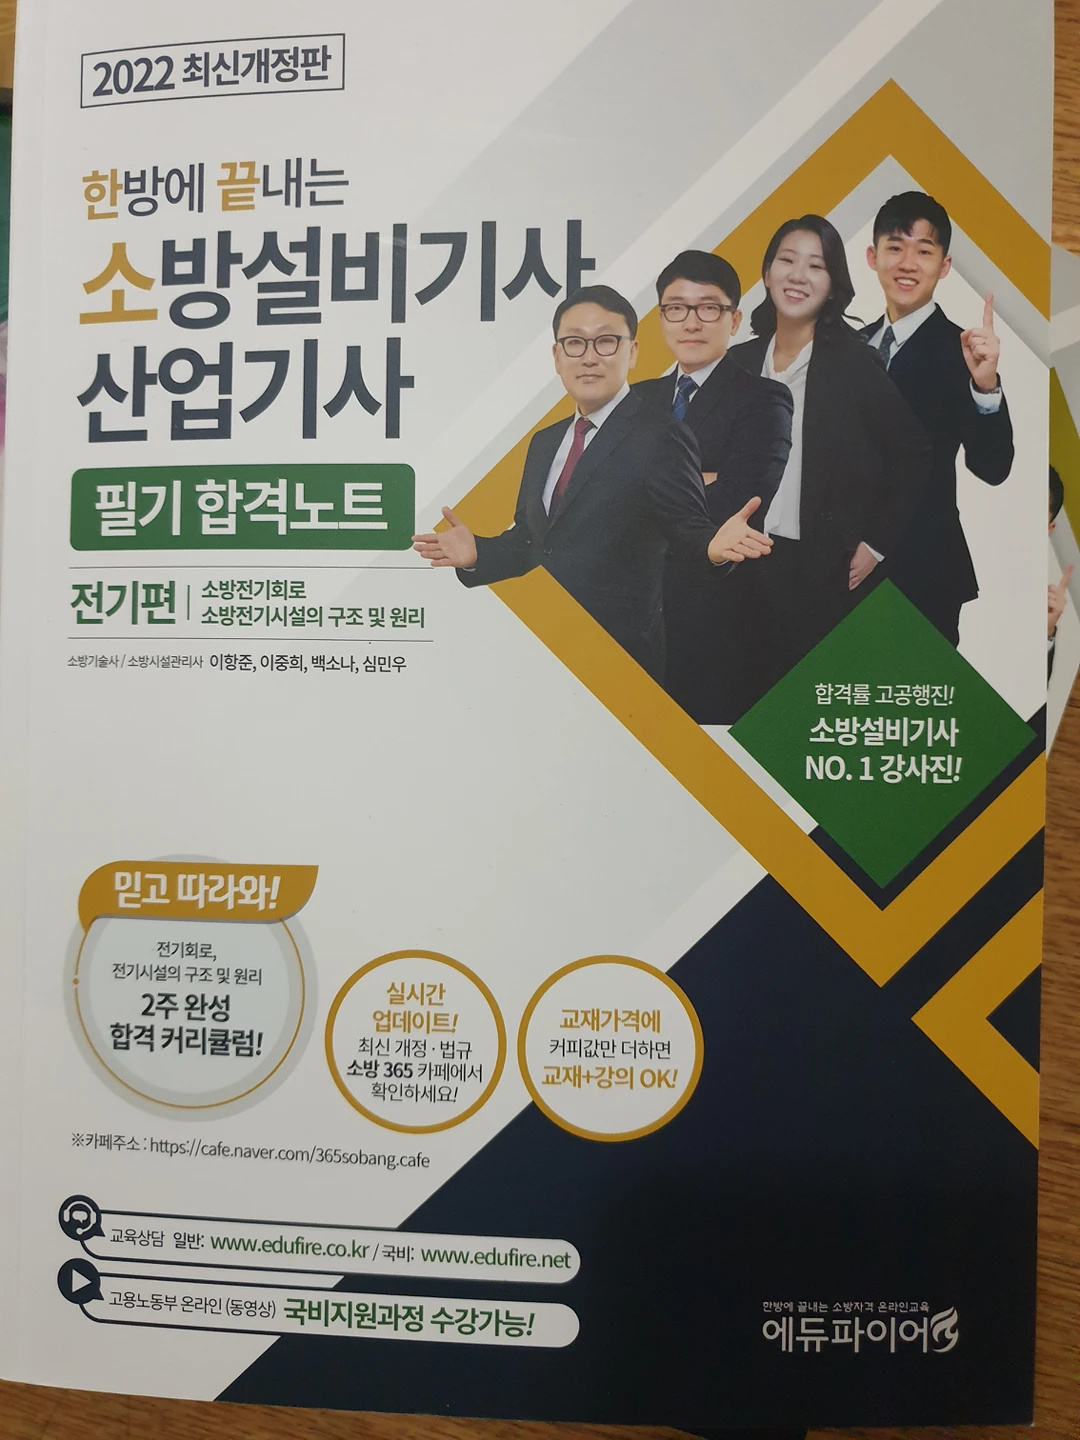 2022 최신개정판
한방에 끝내는
소방설비기사
산업기사
필기 합격노트
전기편 | 소방전기회로
소방전기시설의 구조 및 원리
소방기술사 / 소방시설관리사 이항준, 이중희, 백소나, 심민우
합격률 고공행진!
소방설비기사
NO. 1 강사진!
믿고 따라와!
전기회로,
전기시설의 구조 및 원리
2주 완성
합격 커리큘럼!
실시간
업데이트!
최신 개정·법규
소방 365 카페에서
확인하세요!
교재가격에
커피값만 더하면
교재+강의 OK!
※카페주소 : https://cafe.naver.com/365sobang.cafe
교육상담 일반: www.edufire.co.kr / 국비: www.edufire.net
고용노동부 온라인 (동영상) 국비지원과정 수강가능!
한방에 끝내는 소방자격 온라인교육
에듀파이어